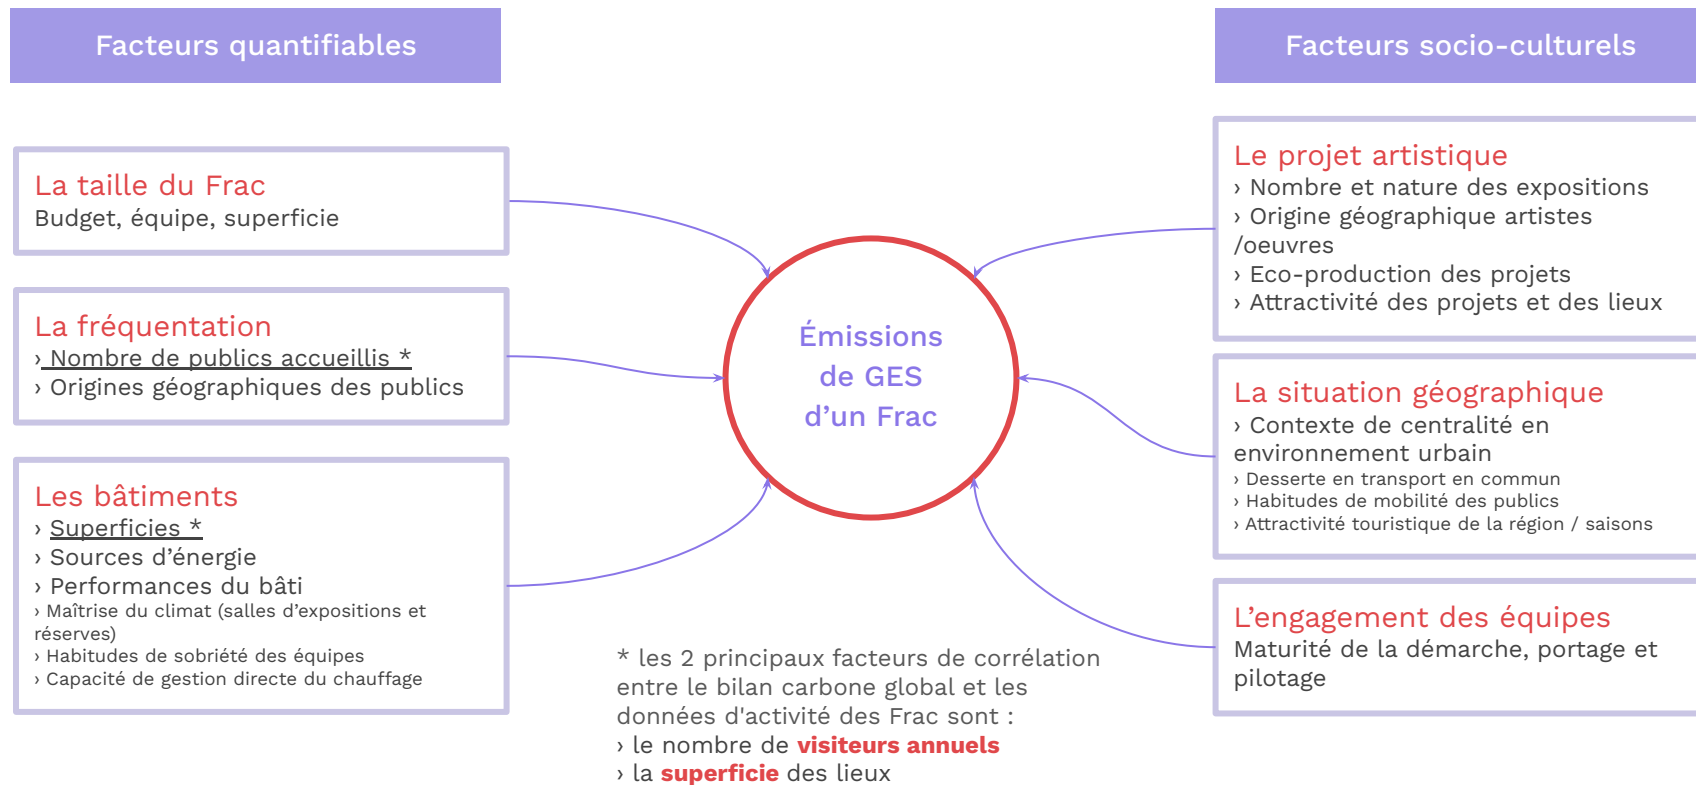 Facteurs quantifiables
Facteurs socio-culturels
La taille du Frac
Budget, équipe, superficie
La fréquentation
› Nombre de publics accueillis *
› Origines géographiques des publics
Les bâtiments
› Superficies *
› Sources d’énergie
› Performances du bâti
› Maîtrise du climat (salles d’expositions et
réserves)
› Habitudes de sobriété des équipes
› Capacité de gestion directe du chauffage
Émissions
de GES
d’un Frac
* les 2 principaux facteurs de corrélation
entre le bilan carbone global et les
données d'activité des Frac sont :
› le nombre de visiteurs annuels
› la superficie des lieux
Le projet artistique
› Nombre et nature des expositions
› Origine géographique artistes
/oeuvres
› Eco-production des projets
› Attractivité des projets et des lieux
La situation géographique
› Contexte de centralité en
environnement urbain
› Desserte en transport en commun
› Habitudes de mobilité des publics
› Attractivité touristique de la région / saisons
L’engagement des équipes
Maturité de la démarche, portage et
pilotage